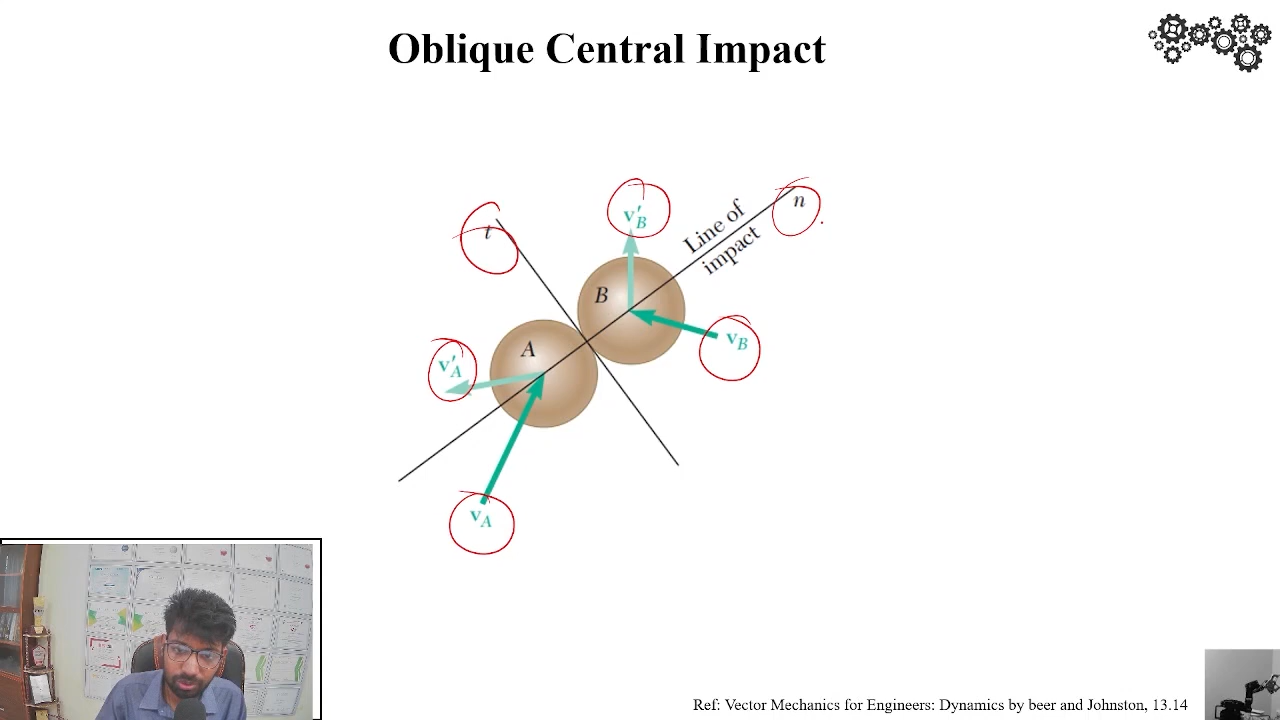 Oblique Central Impact
t
v′B
n
Line of
impact
B
A
vB
v′A
vA
Ref: Vector Mechanics for Engineers: Dynamics by beer and Johnston, 13.14